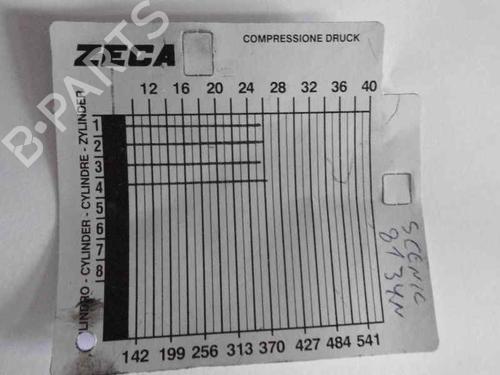 ZECA
COMPRESSIONE DRUCK
12 16 20 24 28 32 36 40
CILINDRO - CYLINDER - CYLINDRE - ZYLINDER
1
2
3
4
5
6
7
8
142 199 256 313 370 427 484 541
SCENIC
B-PARTS